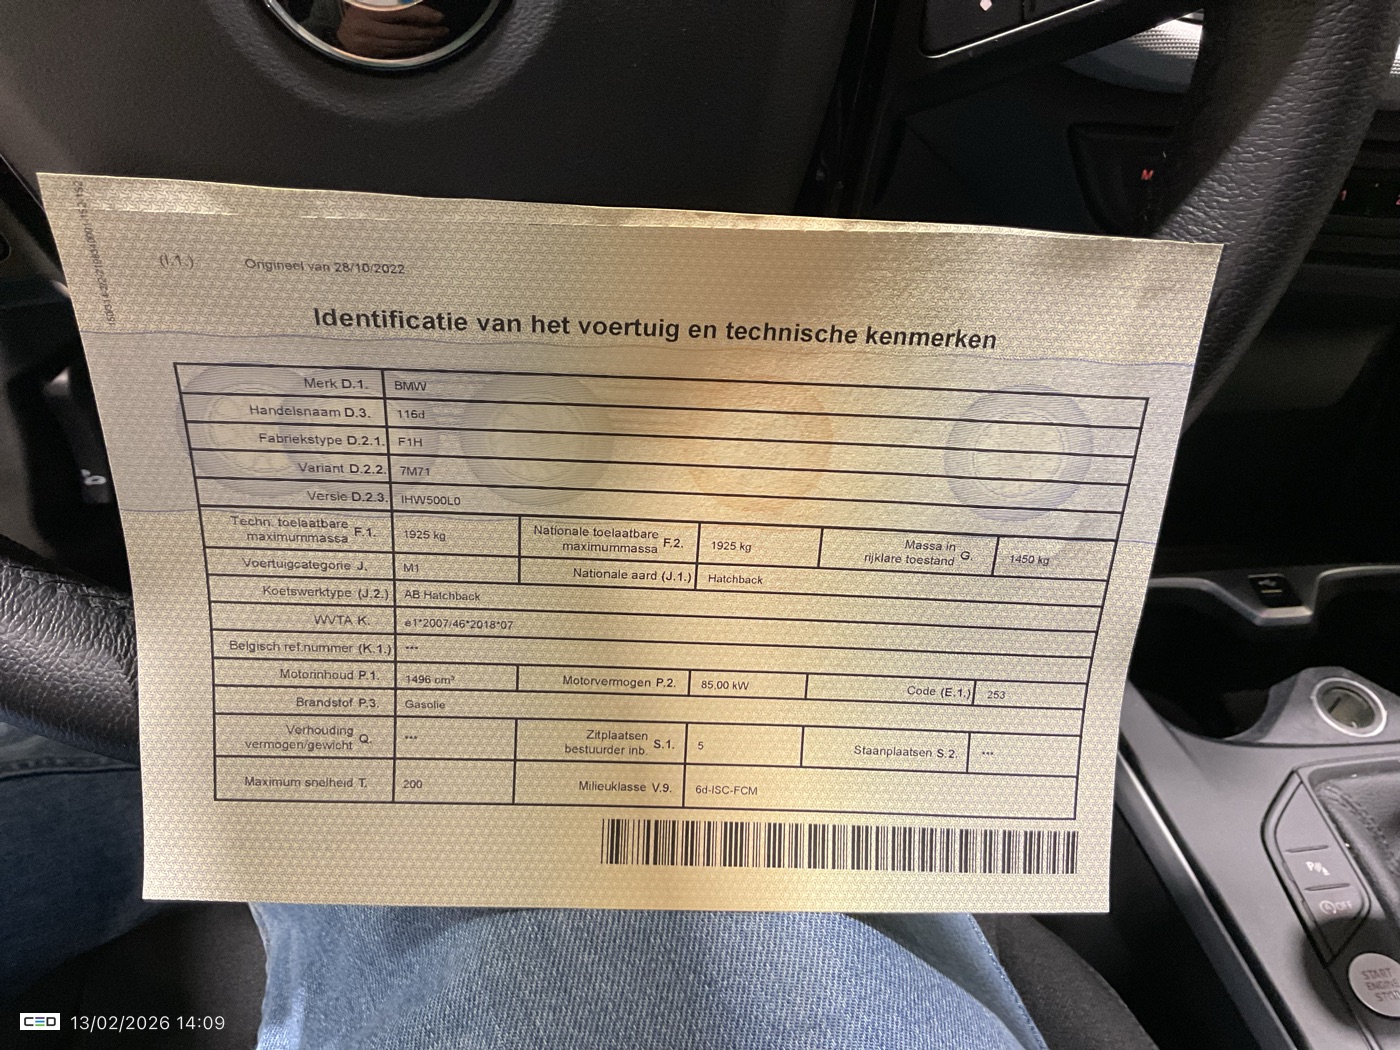 M
(I.1.) Origineel van 28/10/2022
Identificatie van het voertuig en technische kenmerken
Merk D.1. BMW
Handelsnaam D.3. 116d
Fabriekstype D.2.1. F1H
Variant D.2.2. 7M71
Versie D.2.3. IHW500L0
Techn. toelaatbare maximummassa F.1. 1925 kg Nationale toelaatbare maximummassa F.2. 1925 kg Massa in rijklare toestand G. 1450 kg
Voertuigcategorie J. M1 Nationale aard (J.1.) Hatchback
Koetswerktype (J.2.) AB Hatchback
WVTA K. e1*2007/46*2018*07
Belgisch ref.nummer (K.1.) ---
Motorinhoud P.1. 1496 cm³ Motorvermogen P.2. 85,00 kW Code (E.1.) 253
Brandstof P.3. Gasolie
Verhouding vermogen/gewicht Q. --- Zitplaatsen bestuurder inb. S.1. 5 Staanplaatsen S.2. ---
Maximum snelheid T. 200 Milieuklasse V.9. 6d-ISC-FCM
OFF
START
ENGINE
CED 13/02/2026 14:09